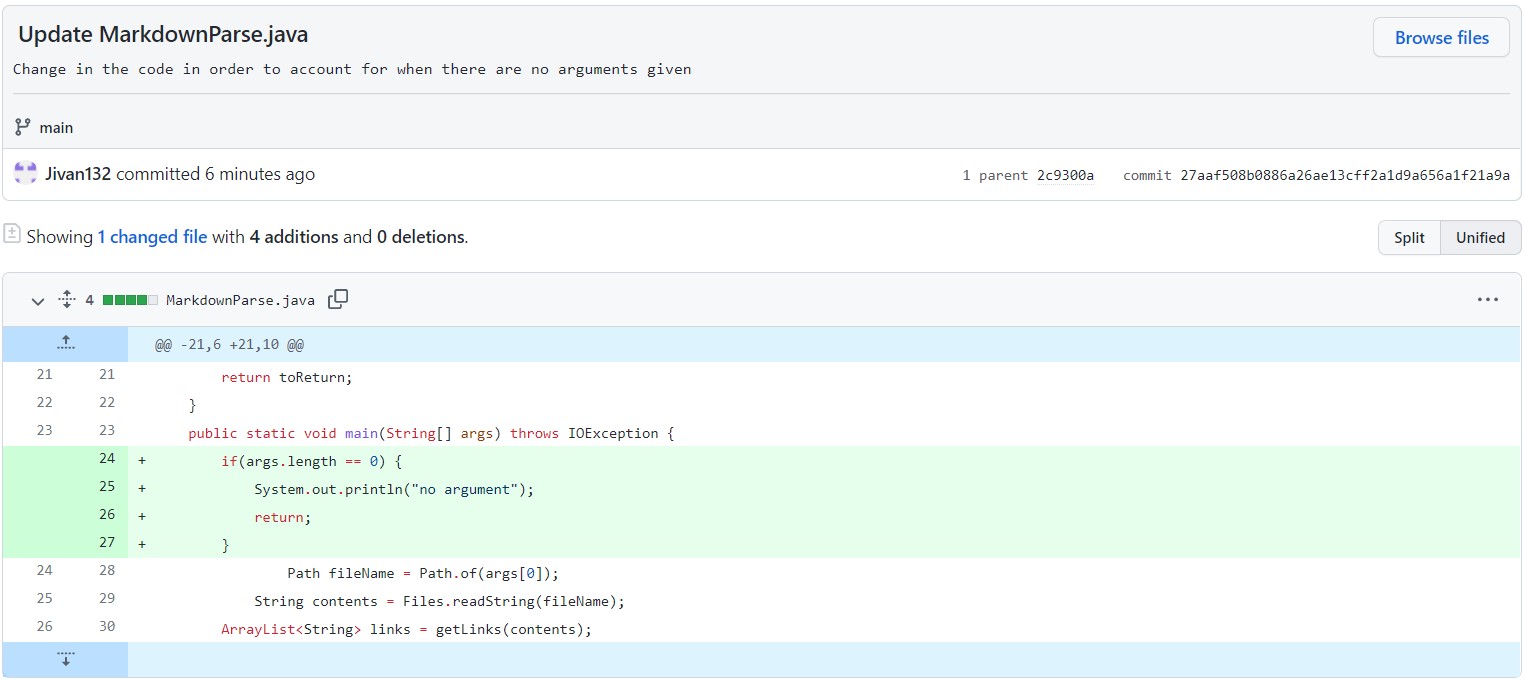 Update MarkdownParse.java
Browse files
Change in the code in order to account for when there are no arguments given
main
Jivan132 committed 6 minutes ago
1 parent 2c9300a commit 27aaf508b0886a26ae13cff2a1d9a656a1f21a9a
Showing 1 changed file with 4 additions and 0 deletions.
Split Unified
4 MarkdownParse.java
@@ -21,6 +21,10 @@
21 21 return toReturn;
22 22 }
23 23 public static void main(String[] args) throws IOException {
24 + if(args.length == 0) {
25 + System.out.println("no argument");
26 + return;
27 + }
24 28 Path fileName = Path.of(args[0]);
25 29 String contents = Files.readString(fileName);
26 30 ArrayList<String> links = getLinks(contents);